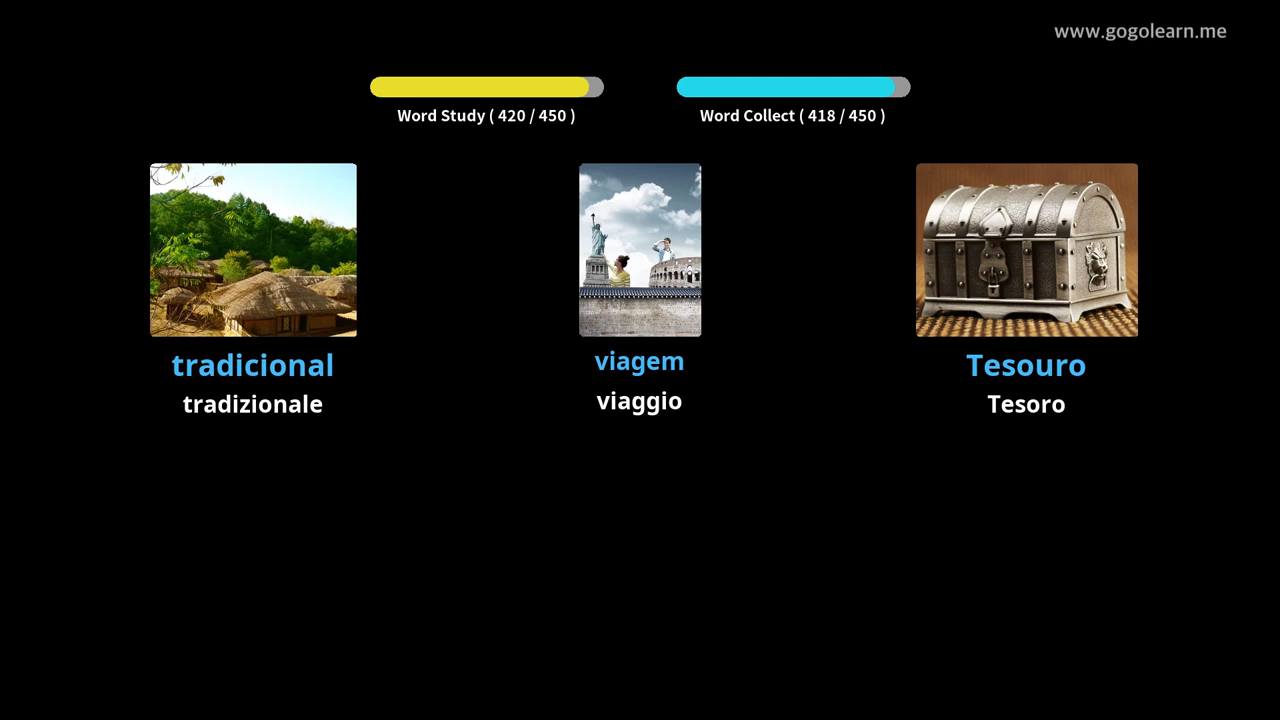 www.gogolearn.me
Word Study ( 420 / 450 )
Word Collect ( 418 / 450 )
tradicional
tradizionale
viagem
viaggio
Tesouro
Tesoro